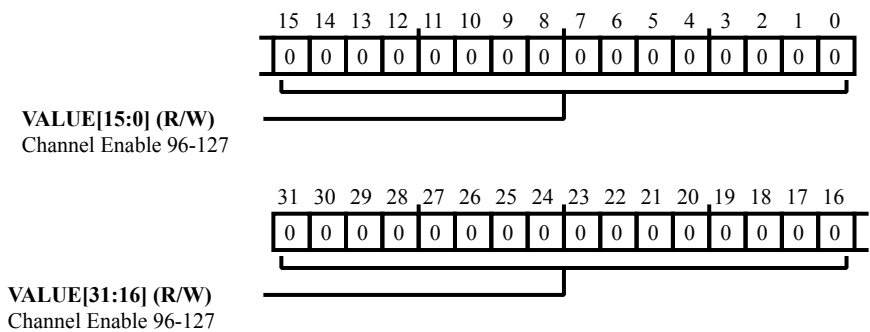 15 14 13 12 11 10 9 8 7 6 5 4 3 2 1 0
0 0 0 0 0 0 0 0 0 0 0 0 0 0 0 0
VALUE[15:0] (R/W)
Channel Enable 96-127
31 30 29 28 27 26 25 24 23 22 21 20 19 18 17 16
0 0 0 0 0 0 0 0 0 0 0 0 0 0 0 0
VALUE[31:16] (R/W)
Channel Enable 96-127